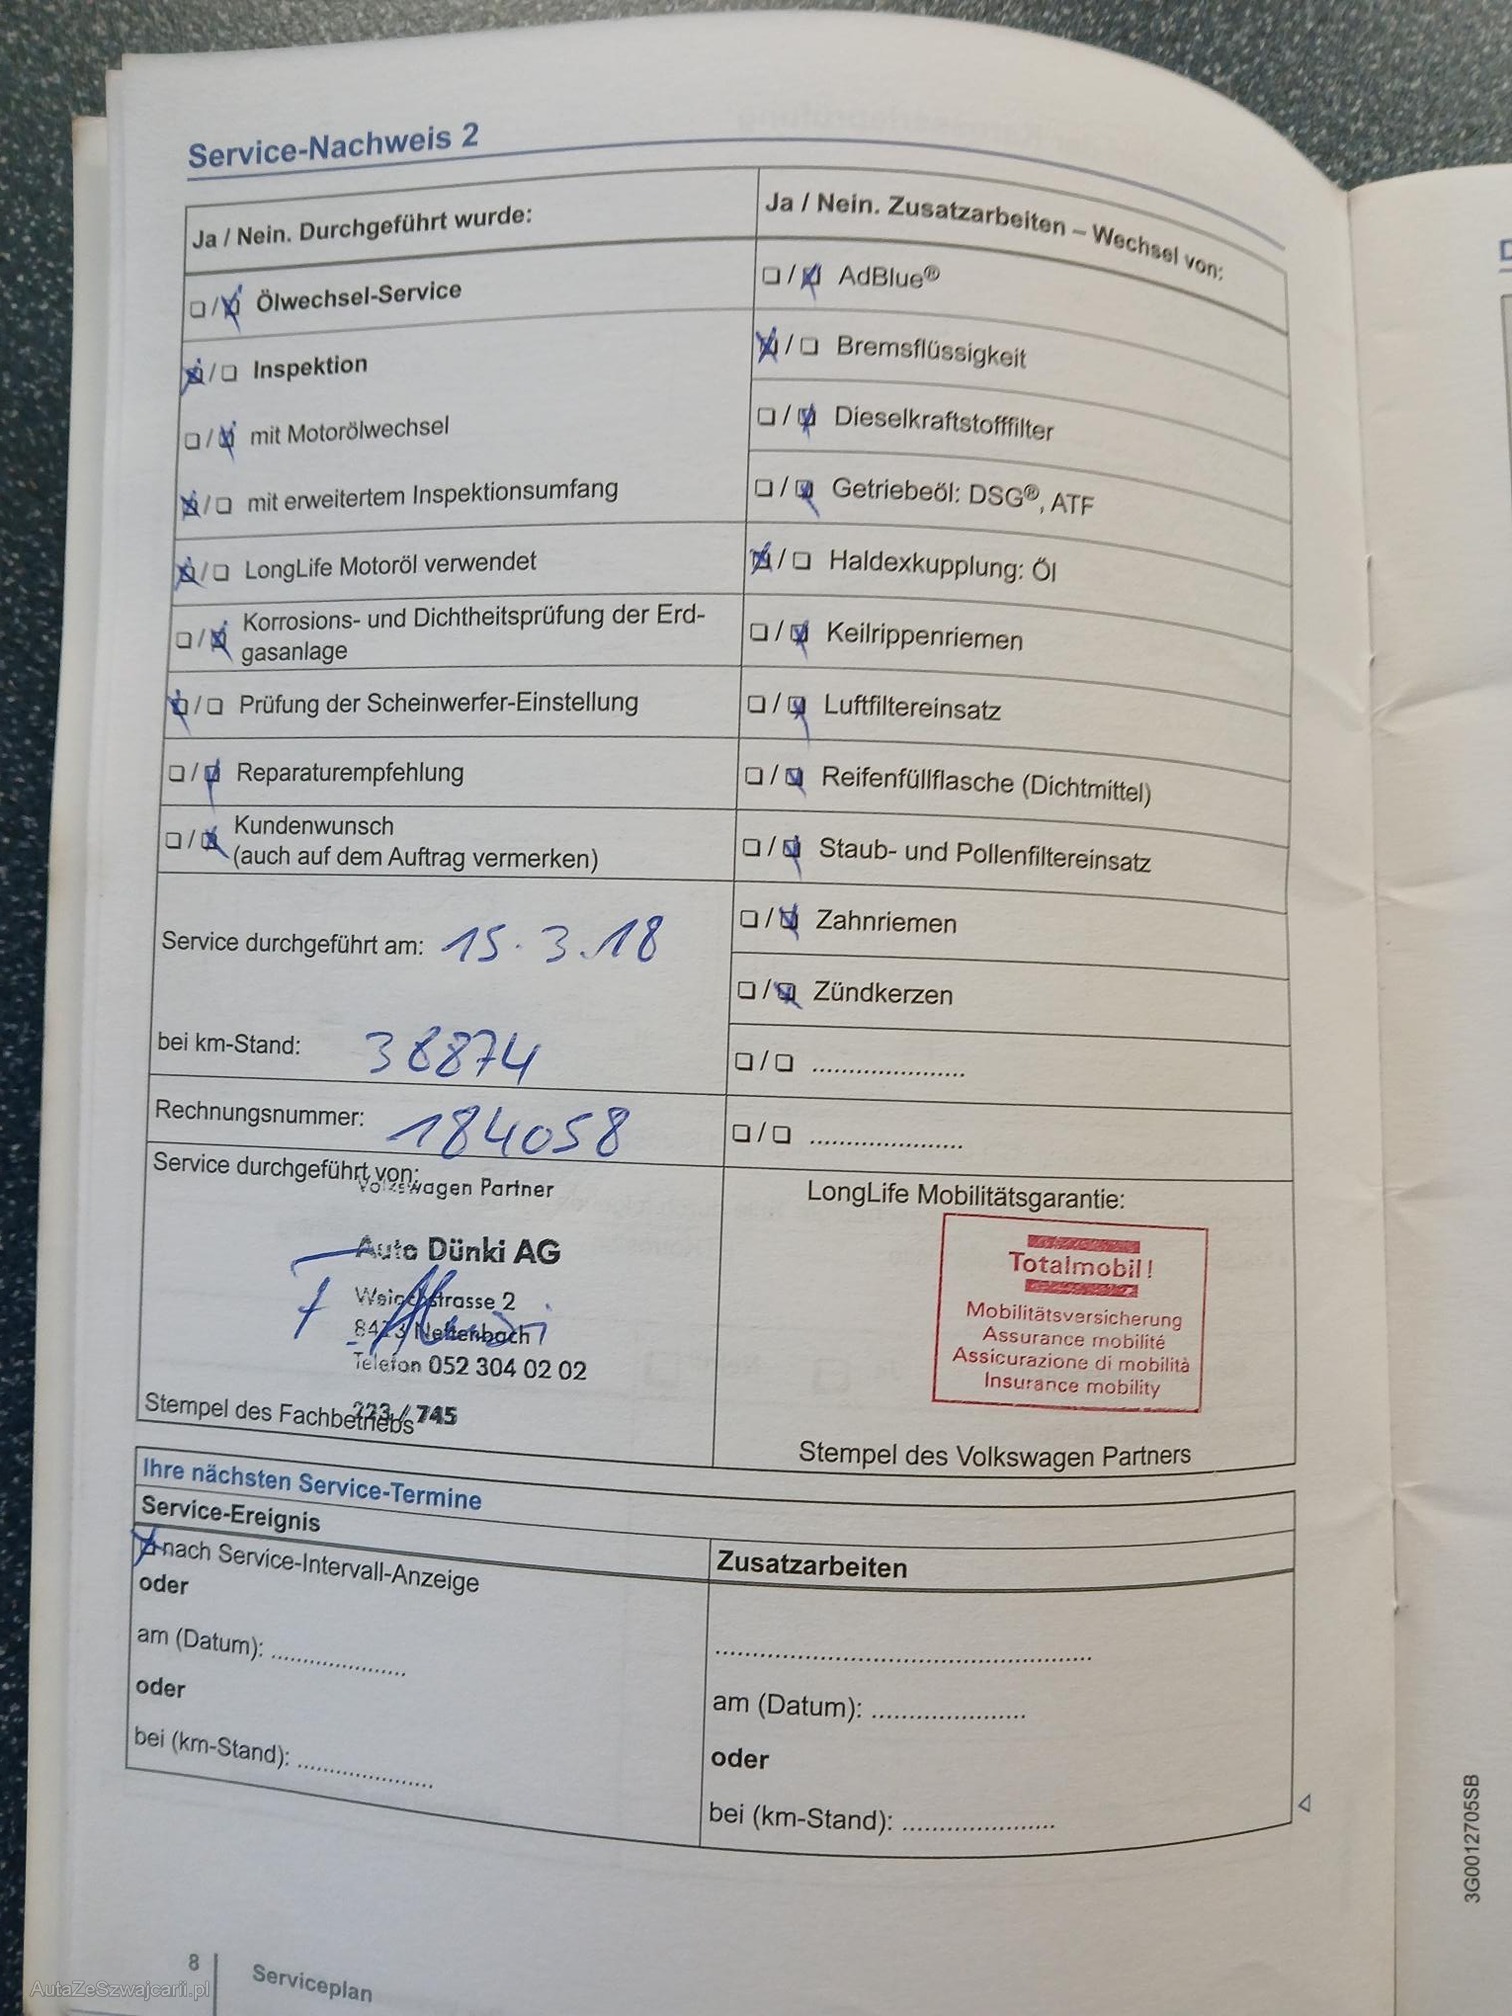 Service-Nachweis 2
Ja / Nein. Durchgeführt wurde:
❏ / ❏ Ölwechsel-Service
❏ / ❏ Inspektion
❏ / ❏ mit Motorölwechsel
❏ / ❏ mit erweitertem Inspektionsumfang
❏ / ❏ LongLife Motoröl verwendet
❏ / ❏ Korrosions- und Dichtheitsprüfung der Erd-
gasanlage
❏ / ❏ Prüfung der Scheinwerfer-Einstellung
❏ / ❏ Reparaturempfehlung
❏ / ❏ Kundenwunsch
(auch auf dem Auftrag vermerken)
Service durchgeführt am: 15.3.18
bei km-Stand: 38874
Rechnungsnummer: 184058
Service durchgeführt von:
Volkswagen Partner
Auto Dünki AG
Weichstrasse 2
8413 Neftenbach
Telefon 052 304 02 02
223 / 745
Stempel des Fachbetriebs
Ja / Nein. Zusatzarbeiten – Wechsel von:
❏ / ❏ AdBlue®
❏ / ❏ Bremsflüssigkeit
❏ / ❏ Dieselkraftstofffilter
❏ / ❏ Getriebeöl: DSG®, ATF
❏ / ❏ Haldexkupplung: Öl
❏ / ❏ Keilrippenriemen
❏ / ❏ Luftfiltereinsatz
❏ / ❏ Reifenfüllflasche (Dichtmittel)
❏ / ❏ Staub- und Pollenfiltereinsatz
❏ / ❏ Zahnriemen
❏ / ❏ Zündkerzen
❏ / ❏ ......................
❏ / ❏ ......................
LongLife Mobilitätsgarantie:
Totalmobil!
Mobilitätsversicherung
Assurance mobilité
Assicurazione di mobilità
Insurance mobility
Stempel des Volkswagen Partners
Ihre nächsten Service-Termine
Service-Ereignis
❏ nach Service-Intervall-Anzeige
oder
am (Datum): ....................
oder
bei (km-Stand): ....................
Zusatzarbeiten
......................................................
am (Datum): ......................
oder
bei (km-Stand): ......................
3G0012705SB
8
Serviceplan
AutaZeSzwajcarii.pl